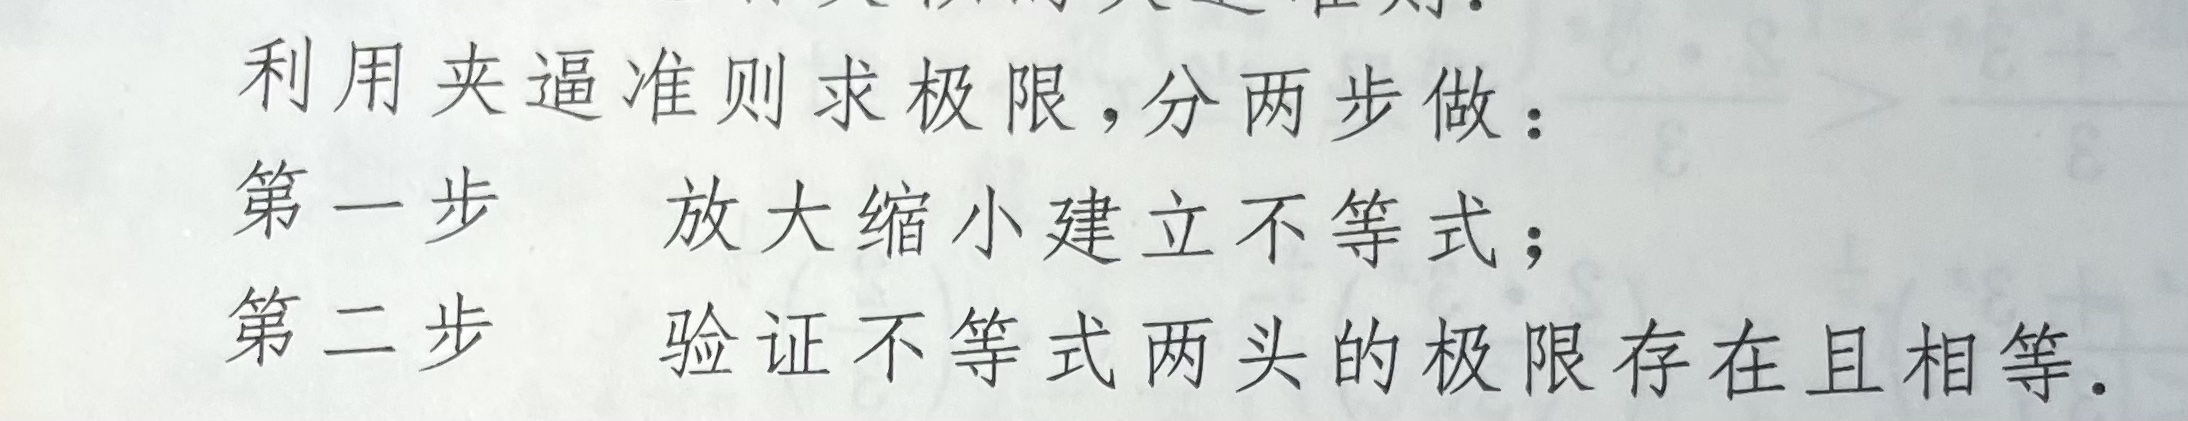 利用夹逼准则求极限,分两步做:
第一步 放大缩小建立不等式;
第二步 验证不等式两头的极限存在且相等.